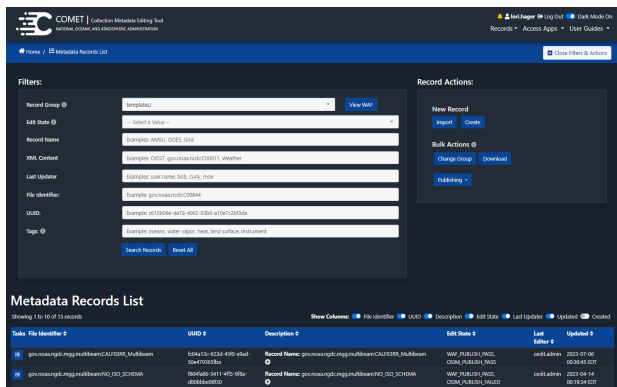 COMET | Collection Metadata Editing Tool
NATIONAL OCEANIC AND ATMOSPHERIC ADMINISTRATION
lori.hager Log Out Dark Mode On
Records Access Apps User Guides
Home / Metadata Records List
Close Filters & Actions
Filters:
Record Actions:
Record Group
templates/
View WAF
New Record
Edit State
-- Select a Value --
Import Create
Record Name
Examples: AMSU, GOES, Grid
Bulk Actions
XML Content
Examples: OISST, gov.noaa.ncdc:C00011, Weather
Change Group Download
Last Updater
Examples: user.name, bob, curly, moe
Publishing
File Identifier:
Example: gov.noaa.ncdc:C00844
UUID:
Example: c815b06e-de78-4002-83b8-a10e7c2bf3da
Tags:
Example: oceans, water vapor, heat, land surface, instrument
Search Records Reset All
Metadata Records List
Showing 1 to 10 of 15 records
Show Columns: File Identifier UUID Description Edit State Last Updater Updated Created
Tasks File Identifier UUID Description Edit State Last Editor Updated
gov.noaa.ngdc.mgg.multibeam:CALF03RR_Multibeam
Record Name: gov.noaa.ngdc.mgg.multibeam:CALF03RR_Multibeam
WAF_PUBLISH_PASS,
OSIM_PUBLISH_PASS
cedit.admin
2023-07-06
00:30:45 EDT
gov.noaa.ngdc.mgg.multibeam:NO_ISO_SCHEMA
Record Name: gov.noaa.ngdc.mgg.multibeam:NO_ISO_SCHEMA
WAF_PUBLISH_PASS,
OSIM_PUBLISH_FAILED
cedit.admin
2023-04-14
00:19:34 EDT